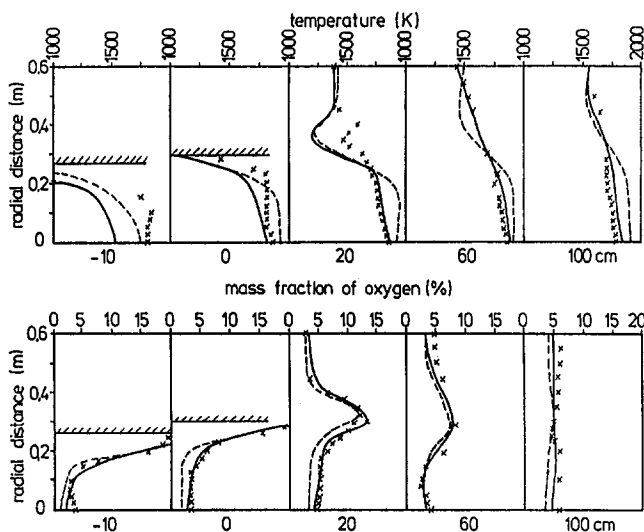 temperature (K)
1000 1500 1000 1500 1000 1500 1000 1500 1000 1500 2000
radial distance (m)
0,6
0,4
0,2
0
-10 0 20 60 100 cm
mass fraction of oxygen (%)
0 5 10 15 0 5 10 15 0 5 10 15 0 5 10 15 0 5 10 15 20
radial distance (m)
0,6
0,4
0,2
0
-10 0 20 60 100 cm